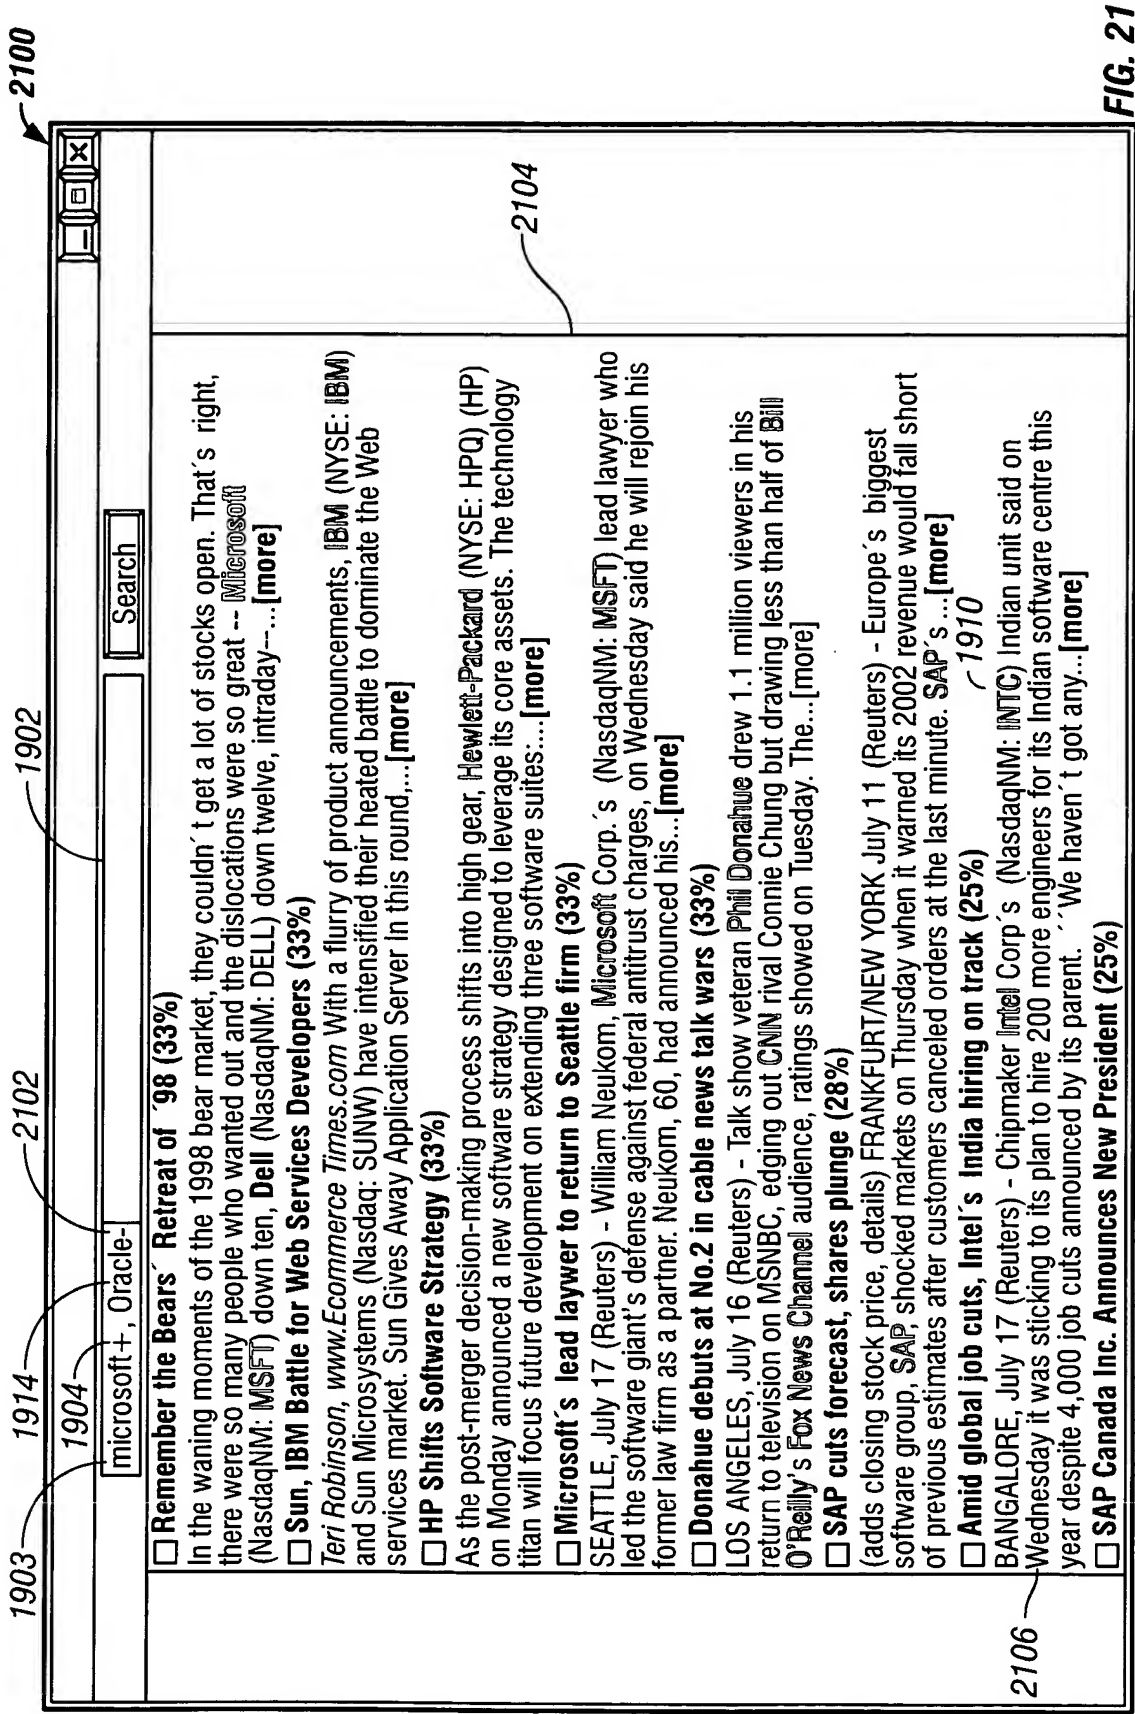 2100
1902
1914
2102
1903
1904
microsoft+, Oracle-
Search
☐ Remember the Bears´ Retreat of ´98 (33%)
In the waning moments of the 1998 bear market, they couldn´t get a lot of stocks open. That´s right,
there were so many people who wanted out and the dislocations were so great -- Microsoft
(NasdaqNM: MSFT) down ten, Dell (NasdaqNM: DELL) down twelve, intraday--...[more]
☐ Sun, IBM Battle for Web Services Developers (33%)
Teri Robinson, www.Ecommerce Times.com With a flurry of product announcements, IBM (NYSE: IBM)
and Sun Microsystems (Nasdaq: SUNW) have intensified their heated battle to dominate the Web
services market. Sun Gives Away Application Server In this round,...[more]
☐ HP Shifts Software Strategy (33%)
As the post-merger decision-making process shifts into high gear, Hewlett-Packard (NYSE: HPQ) (HP)
on Monday announced a new software strategy designed to leverage its core assets. The technology
titan will focus future development on extending three software suites:...[more]
☐ Microsoft´s lead laywer to return to Seattle firm (33%)
SEATTLE, July 17 (Reuters) - William Neukom, Microsoft Corp.´s (NasdaqNM: MSFT) lead lawyer who
led the software giant's defense against federal antitrust charges, on Wednesday said he will rejoin his
former law firm as a partner. Neukom, 60, had announced his...[more]
☐ Donahue debuts at No.2 in cable news talk wars (33%)
LOS ANGELES, July 16 (Reuters) - Talk show veteran Phil Donahue drew 1.1 million viewers in his
return to television on MSNBC, edging out CNN rival Connie Chung but drawing less than half of Bill
O'Reilly's Fox News Channel audience, ratings showed on Tuesday. The...[more]
☐ SAP cuts forecast, shares plunge (28%)
(adds closing stock price, details) FRANKFURT/NEW YORK July 11 (Reuters) - Europe´s biggest
software group, SAP, shocked markets on Thursday when it warned its 2002 revenue would fall short
of previous estimates after customers canceled orders at the last minute. SAP´s ...[more]
☐ Amid global job cuts, Intel´s India hiring on track (25%)
BANGALORE, July 17 (Reuters) - Chipmaker Intel Corp´s (NasdaqNM: INTC) Indian unit said on
Wednesday it was sticking to its plan to hire 200 more engineers for its Indian software centre this
year despite 4,000 job cuts announced by its parent. ´´We haven´t got any...[more]
☐ SAP Canada Inc. Announces New President (25%)
2104
1910
2106
FIG. 21